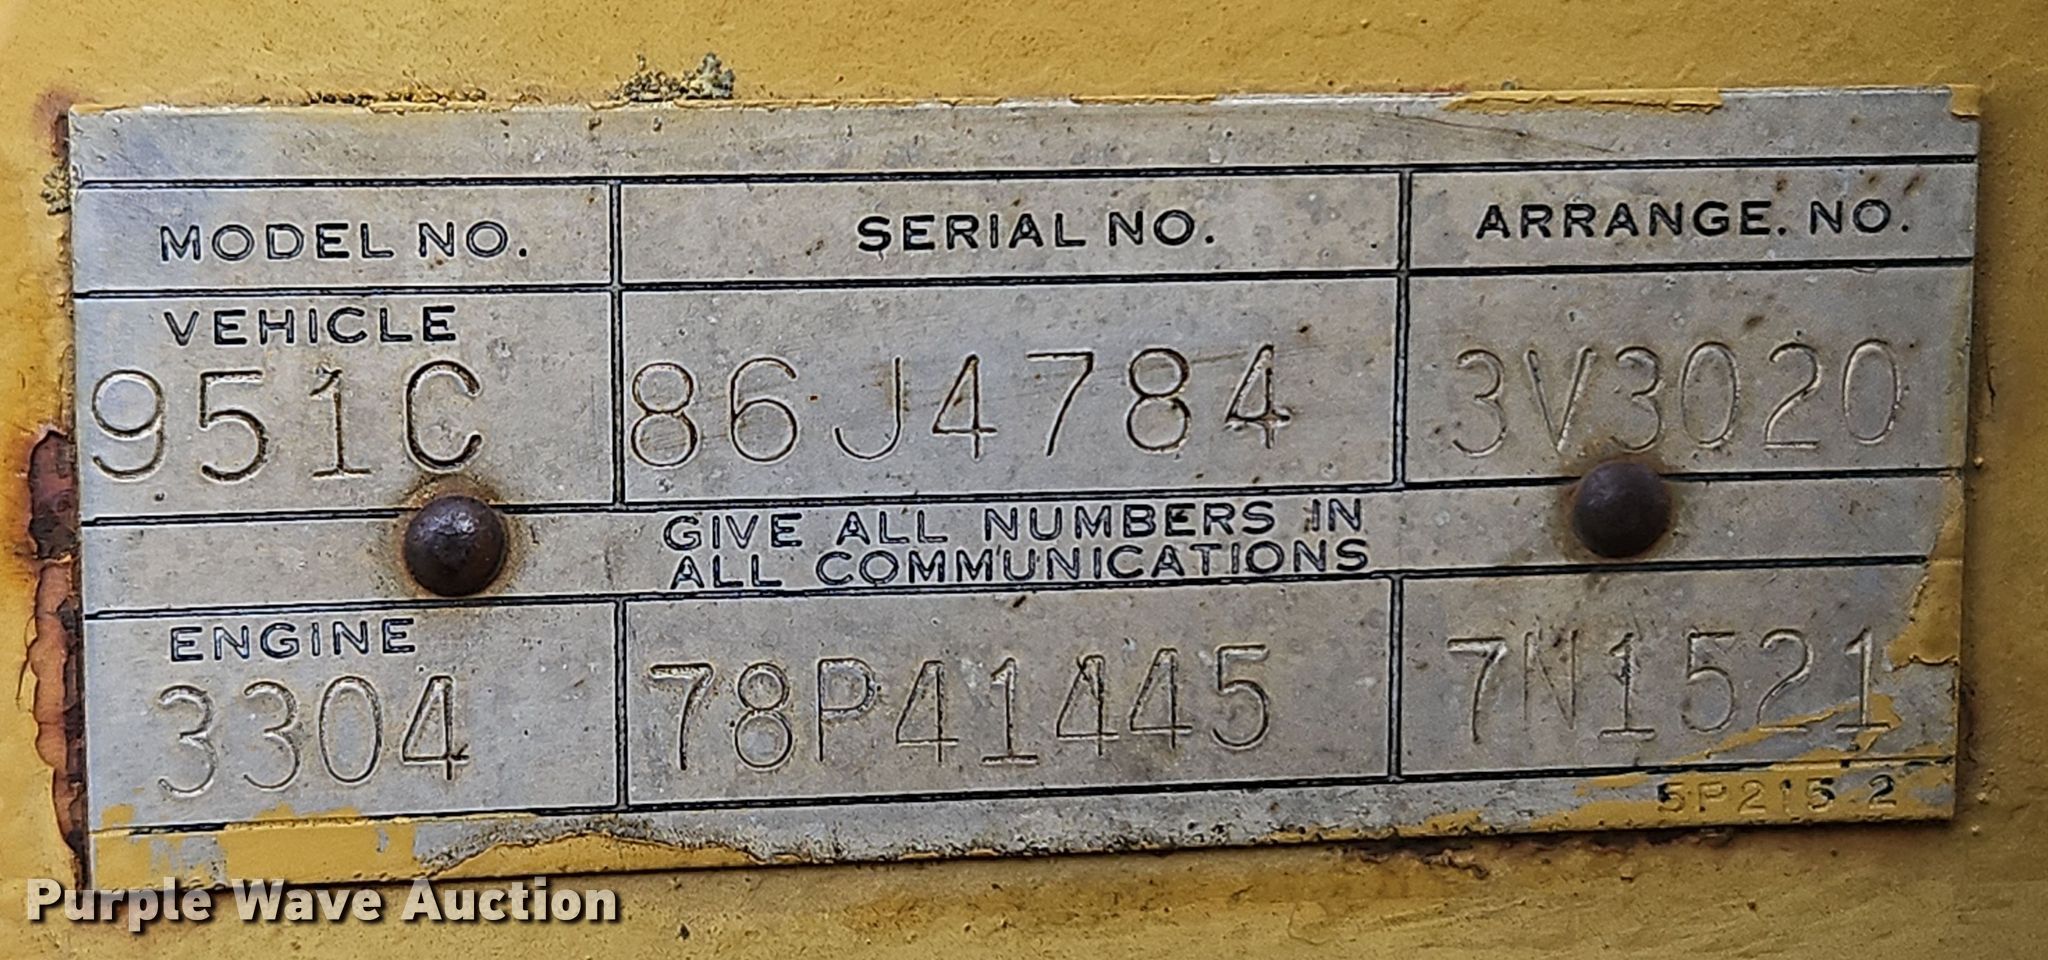 MODEL NO. SERIAL NO. ARRANGE. NO.
VEHICLE
951C 86J4784 3V3020
GIVE ALL NUMBERS IN
ALL COMMUNICATIONS
ENGINE
3304 78P41445 7N1521
5P215 2
Purple Wave Auction